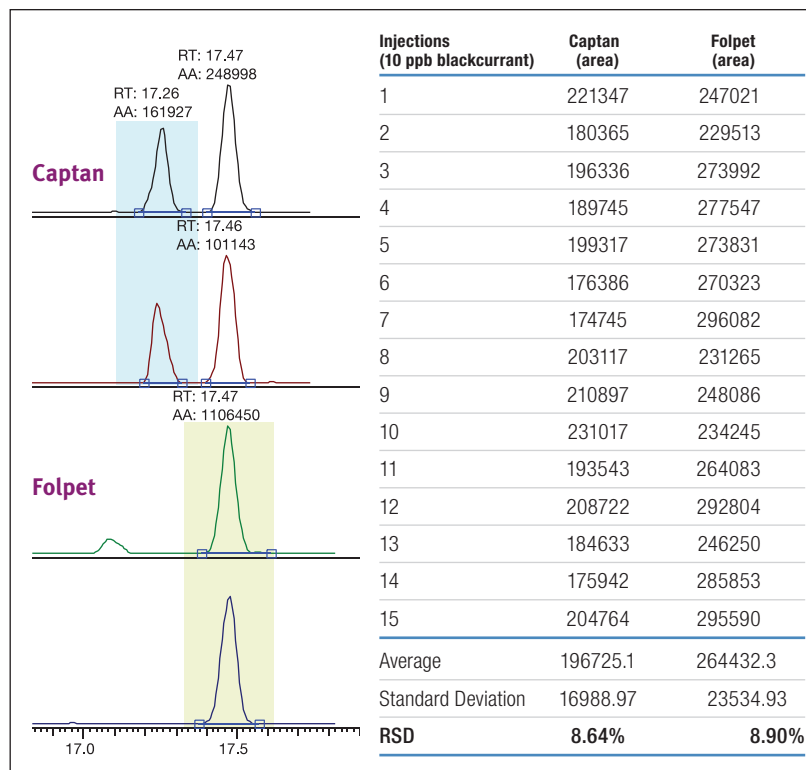 RT: 17.47
AA: 248998
RT: 17.26
AA: 161927
Captan
RT: 17.46
AA: 101143
RT: 17.47
AA: 1106450
Folpet
17.0 17.5
Injections Captan Folpet
(10 ppb blackcurrant) (area) (area)
1 221347 247021
2 180365 229513
3 196336 273992
4 189745 277547
5 199317 273831
6 176386 270323
7 174745 296082
8 203117 231265
9 210897 248086
10 231017 234245
11 193543 264083
12 208722 292804
13 184633 246250
14 175942 285853
15 204764 295590
Average 196725.1 264432.3
Standard Deviation 16988.97 23534.93
RSD 8.64% 8.90%